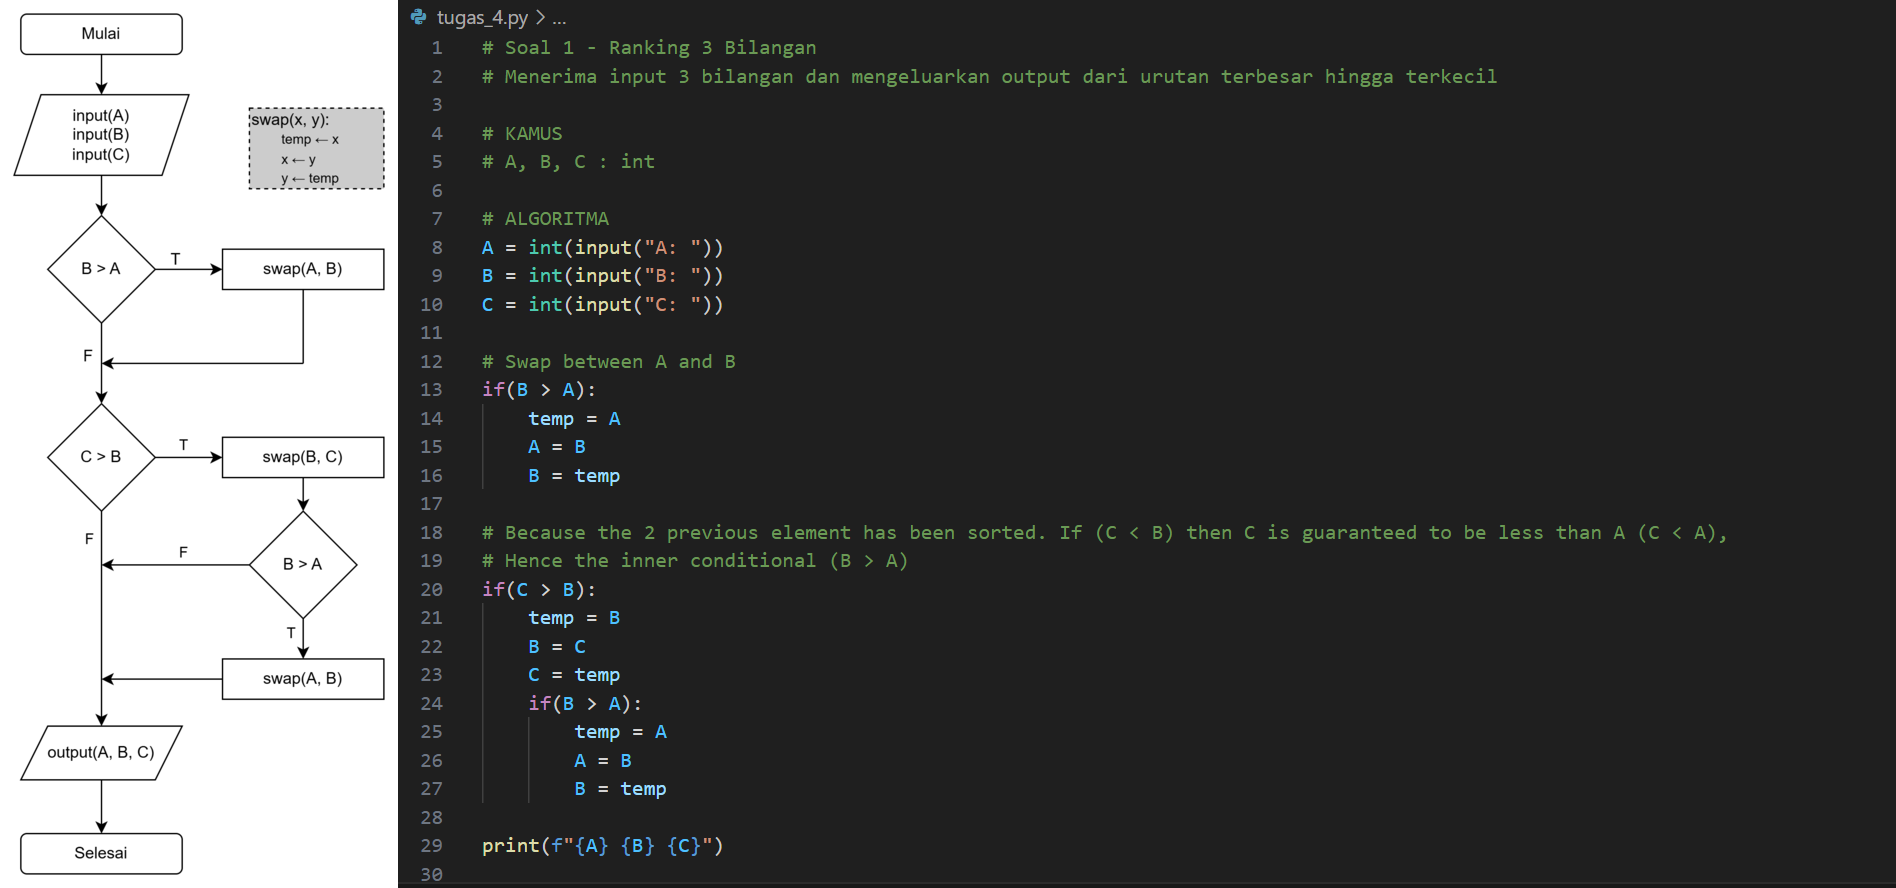 Mulai
input(A)
input(B)
input(C)
swap(x, y):
temp ← x
x ← y
y ← temp
B > A
T
swap(A, B)
F
C > B
T
swap(B, C)
F
F
B > A
T
swap(A, B)
output(A, B, C)
Selesai
tugas_4.py > ...
1 # Soal 1 - Ranking 3 Bilangan
2 # Menerima input 3 bilangan dan mengeluarkan output dari urutan terbesar hingga terkecil
3
4 # KAMUS
5 # A, B, C : int
6
7 # ALGORITMA
8 A = int(input("A: "))
9 B = int(input("B: "))
10 C = int(input("C: "))
11
12 # Swap between A and B
13 if(B > A):
14     temp = A
15     A = B
16     B = temp
17
18 # Because the 2 previous element has been sorted. If (C < B) then C is guaranteed to be less than A (C < A),
19 # Hence the inner conditional (B > A)
20 if(C > B):
21     temp = B
22     B = C
23     C = temp
24     if(B > A):
25         temp = A
26         A = B
27         B = temp
28
29 print(f"{A} {B} {C}")
30